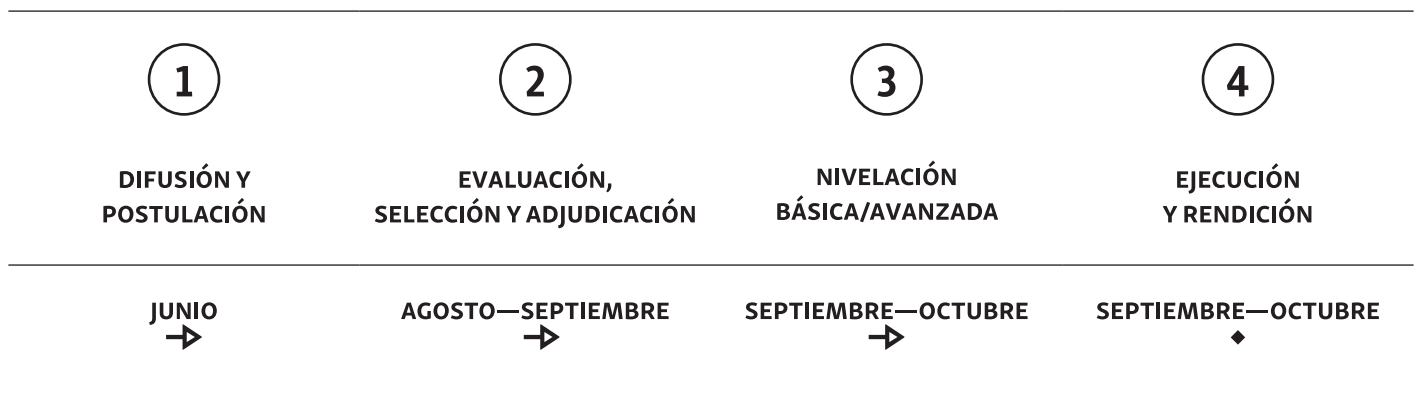 1
DIFUSIÓN Y
POSTULACIÓN
JUNIO
2
EVALUACIÓN,
SELECCIÓN Y ADJUDICACIÓN
AGOSTO—SEPTIEMBRE
3
NIVELACIÓN
BÁSICA/AVANZADA
SEPTIEMBRE—OCTUBRE
4
EJECUCIÓN
Y RENDICIÓN
SEPTIEMBRE—OCTUBRE